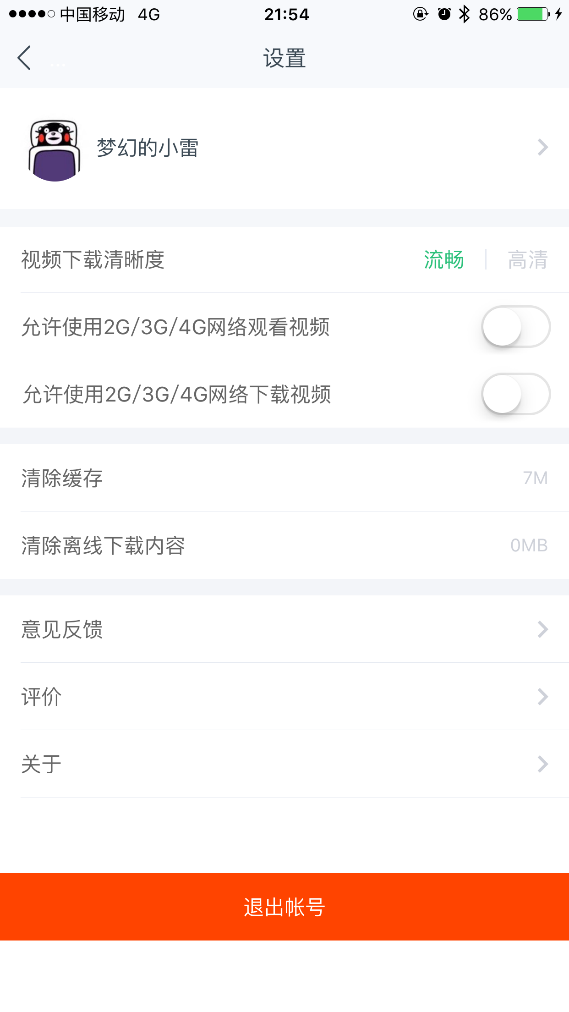 中国移动 4G 21:54 86%
设置
梦幻的小雷
视频下载清晰度 流畅 高清
允许使用2G/3G/4G网络观看视频
允许使用2G/3G/4G网络下载视频
清除缓存 7M
清除离线下载内容 0MB
意见反馈
评价
关于
退出帐号